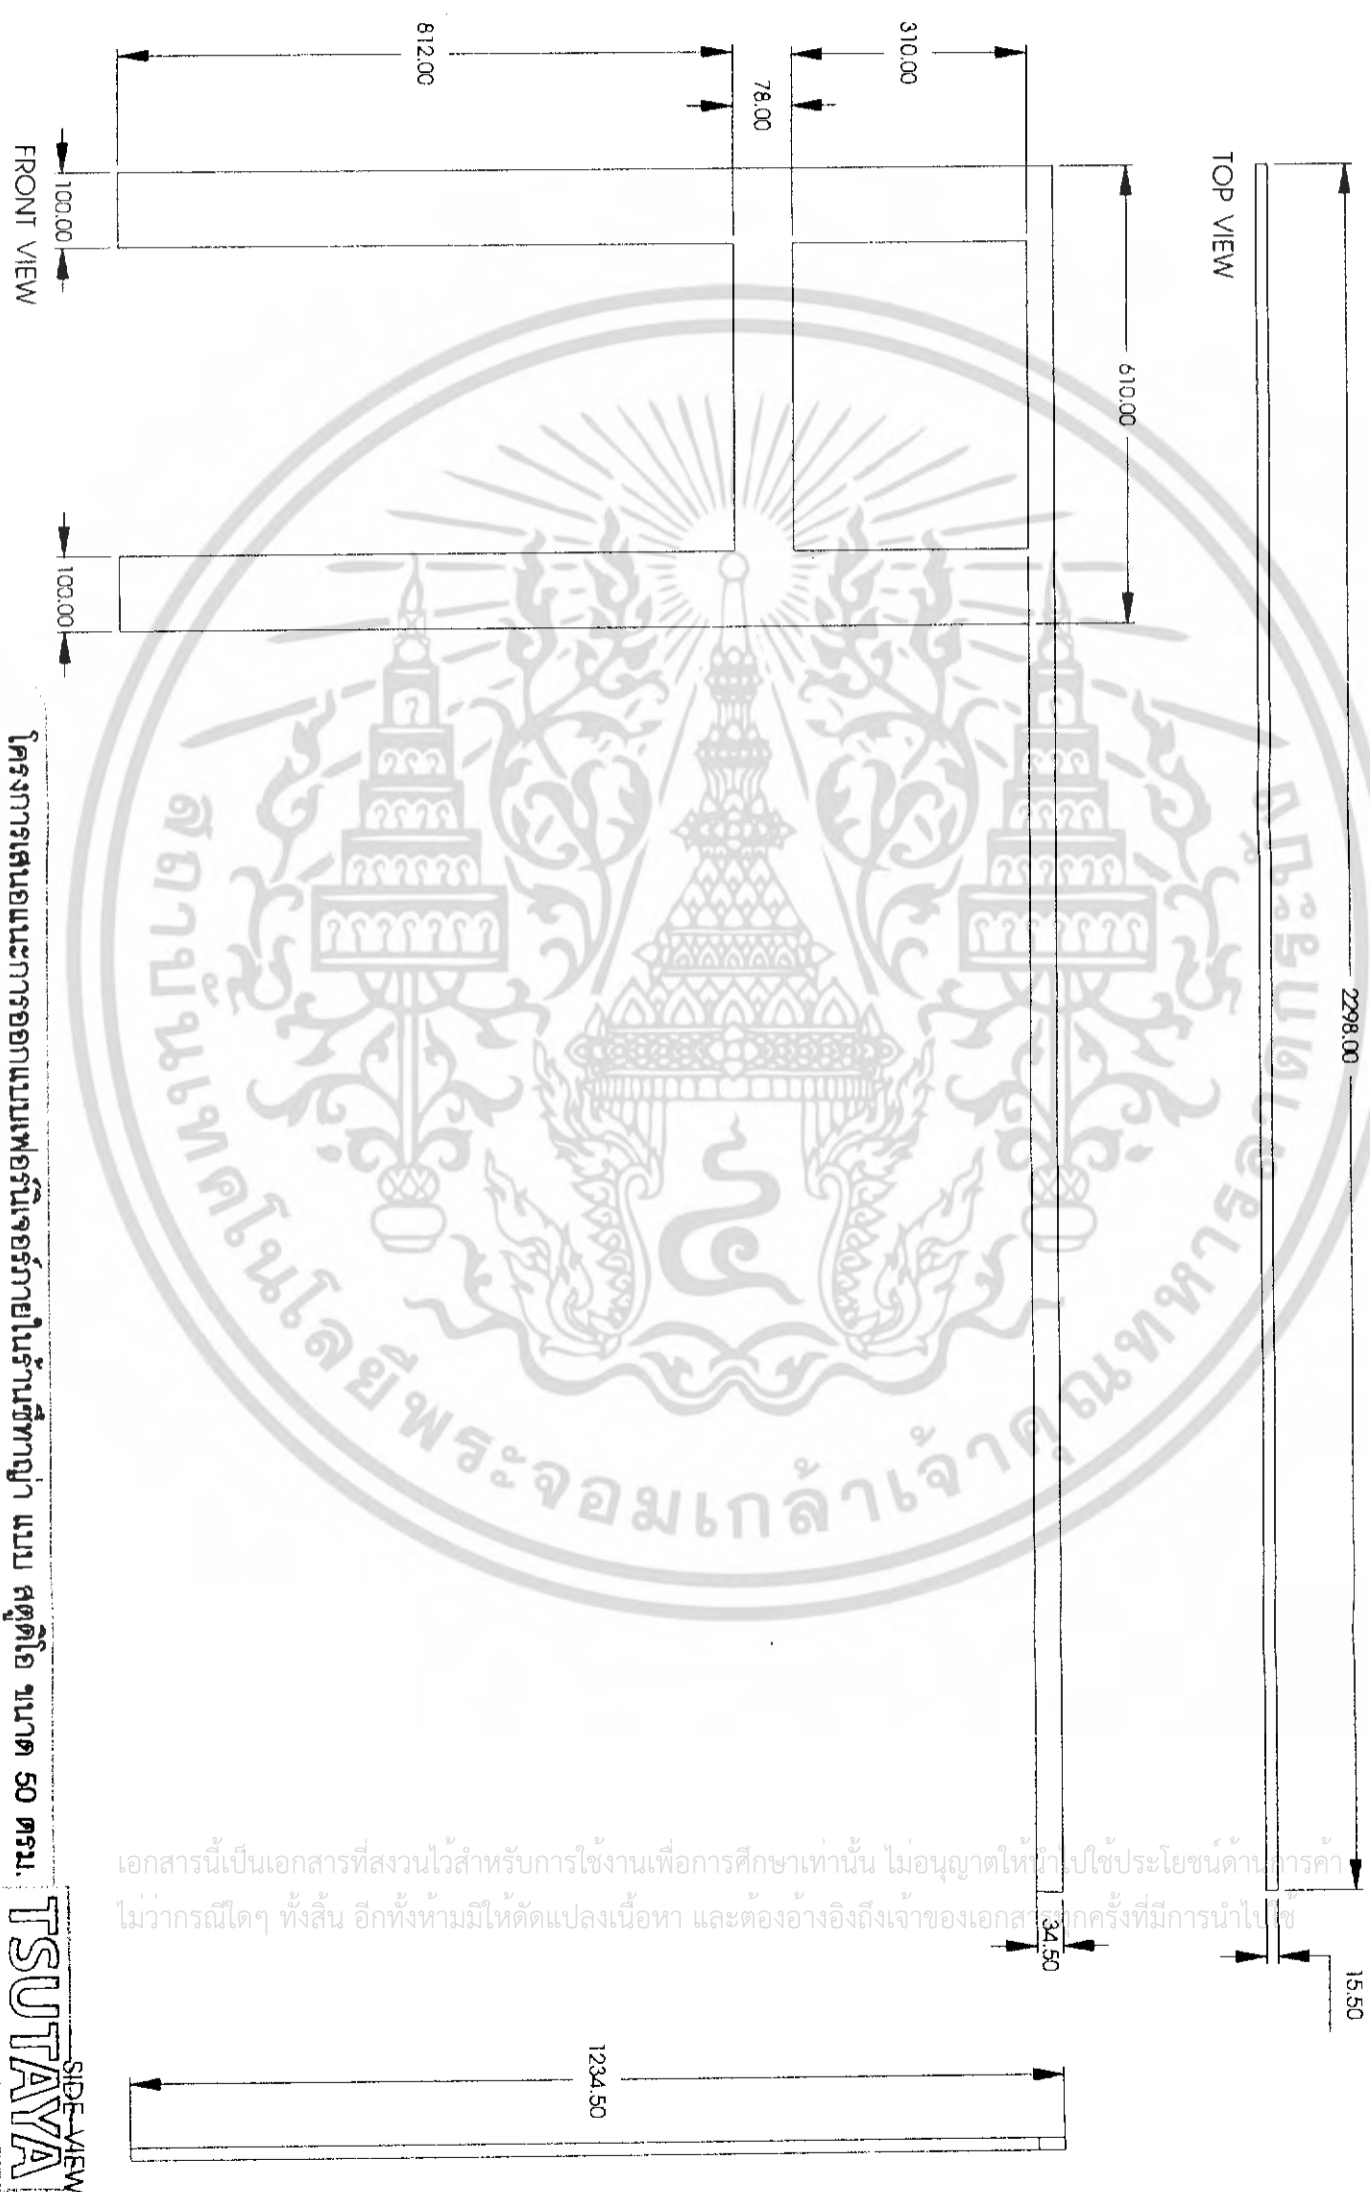 2298.00
15.50
TOP VIEW
610.00
310.00
78.00
812.00
34.50
100.00
100.00
FRONT VIEW
1234.50
SIDE VIEW
สถาบันเทคโนโลยีพระจอมเกล้าเจ้าคุณทหารลาดกระบัง
๔
เอกสารนี้เป็นเอกสารที่สงวนไว้สำหรับการใช้งานเพื่อการศึกษาเท่านั้น ไม่อนุญาตให้นำไปใช้ประโยชน์ด้านการค้า
ไม่ว่ากรณีใดๆ ทั้งสิ้น อีกทั้งห้ามมิให้ดัดแปลงเนื้อหา และต้องอ้างอิงถึงเจ้าของเอกสารทุกครั้งที่มีการนำไปใช้
โครงการเสนอแนะการออกแบบเฟอร์นิเจอร์ภายในร้านซึทาญ่า แบบ สตูดิโอ ขนาด 50 ตรม.
TSUTAYA